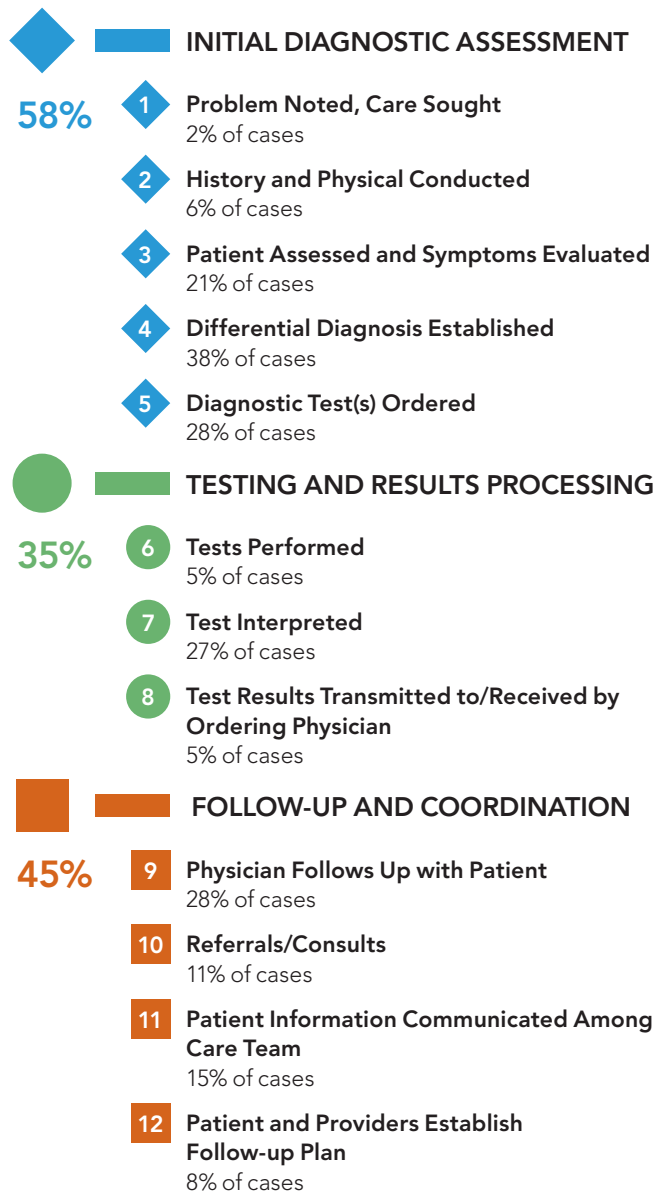 INITIAL DIAGNOSTIC ASSESSMENT
58%
1 Problem Noted, Care Sought
2% of cases
2 History and Physical Conducted
6% of cases
3 Patient Assessed and Symptoms Evaluated
21% of cases
4 Differential Diagnosis Established
38% of cases
5 Diagnostic Test(s) Ordered
28% of cases
TESTING AND RESULTS PROCESSING
35%
6 Tests Performed
5% of cases
7 Test Interpreted
27% of cases
8 Test Results Transmitted to/Received by
Ordering Physician
5% of cases
FOLLOW-UP AND COORDINATION
45%
9 Physician Follows Up with Patient
28% of cases
10 Referrals/Consults
11% of cases
11 Patient Information Communicated Among
Care Team
15% of cases
12 Patient and Providers Establish
Follow-up Plan
8% of cases